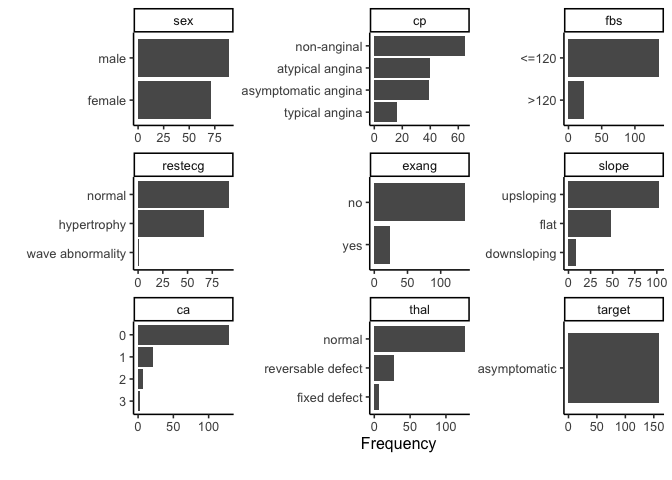 sex
male
female
0 25 50 75
cp
non-anginal
atypical angina
asymptomatic angina
typical angina
0 20 40 60
fbs
<=120
>120
0 50 100
restecg
normal
hypertrophy
wave abnormality
0 25 50 75
exang
no
yes
0 50 100
slope
upsloping
flat
downsloping
0 25 50 75 100
ca
0
1
2
3
0 50 100
thal
normal
reversable defect
fixed defect
0 50 100
target
asymptomatic
0 50 100 150
Frequency